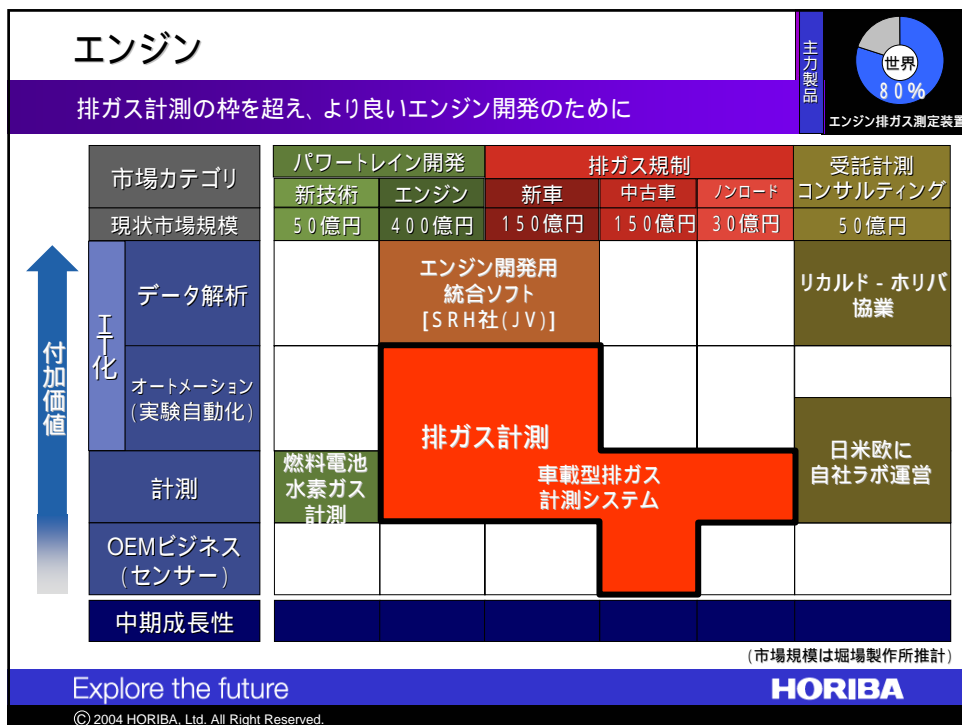 エンジン
排ガス計測の枠を超え、より良いエンジン開発のために
主力製品
世界
80%
エンジン排ガス測定装置
市場カテゴリ
パワートレイン開発
排ガス規制
受託計測
コンサルティング
新技術
エンジン
新車
中古車
ノンロード
現状市場規模
50億円
400億円
150億円
150億円
30億円
50億円
付加価値
IT化
データ解析
エンジン開発用
統合ソフト
[SRH社(JV)]
リカルド-ホリバ
協業
オートメーション
(実験自動化)
排ガス計測
計測
燃料電池
水素ガス
計測
車載型排ガス
計測システム
日米欧に
自社ラボ運営
OEMビジネス
(センサー)
中期成長性
(市場規模は堀場製作所推計)
Explore the future
HORIBA
© 2004 HORIBA, Ltd. All Right Reserved.